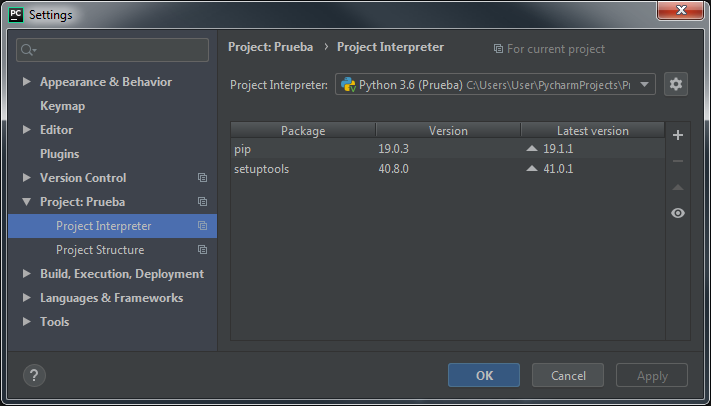 PC Settings
Project: Prueba › Project Interpreter For current project
Appearance & Behavior
Keymap
Editor
Plugins
Version Control
Project: Prueba
Project Interpreter
Project Structure
Build, Execution, Deployment
Languages & Frameworks
Tools
Project Interpreter: Python 3.6 (Prueba) C:\Users\User\PycharmProjects\Pr
Package Version Latest version
pip 19.0.3 19.1.1
setuptools 40.8.0 41.0.1
? OK Cancel Apply